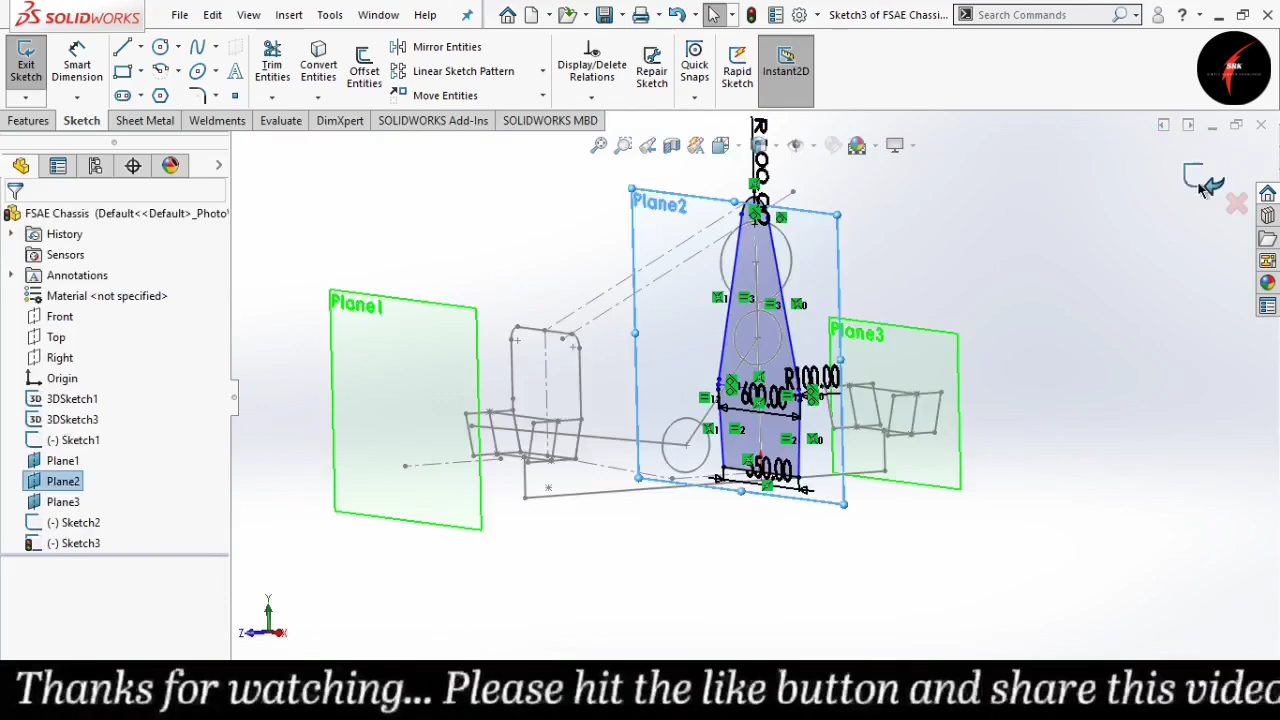 SOLIDWORKS
File Edit View Insert Tools Window Help
Sketch3 of FSAE Chassi...
Search Commands
Exit Sketch
Smart Dimension
Trim Entities
Convert Entities
Offset Entities
Mirror Entities
Linear Sketch Pattern
Move Entities
Display/Delete Relations
Repair Sketch
Quick Snaps
Rapid Sketch
Instant2D
SRK
Features Sketch Sheet Metal Weldments Evaluate DimXpert SOLIDWORKS Add-Ins SOLIDWORKS MBD
FSAE Chassis (Default<<Default>_Photo
History
Sensors
Annotations
Material <not specified>
Front
Top
Right
Origin
3DSketch1
3DSketch3
(-) Sketch1
Plane1
Plane2
Plane3
(-) Sketch2
(-) Sketch3
Plane2
Plane1
Plane3
R100.00
600.00
350.00
Y
Z
X
Thanks for watching... Please hit the like button and share this video